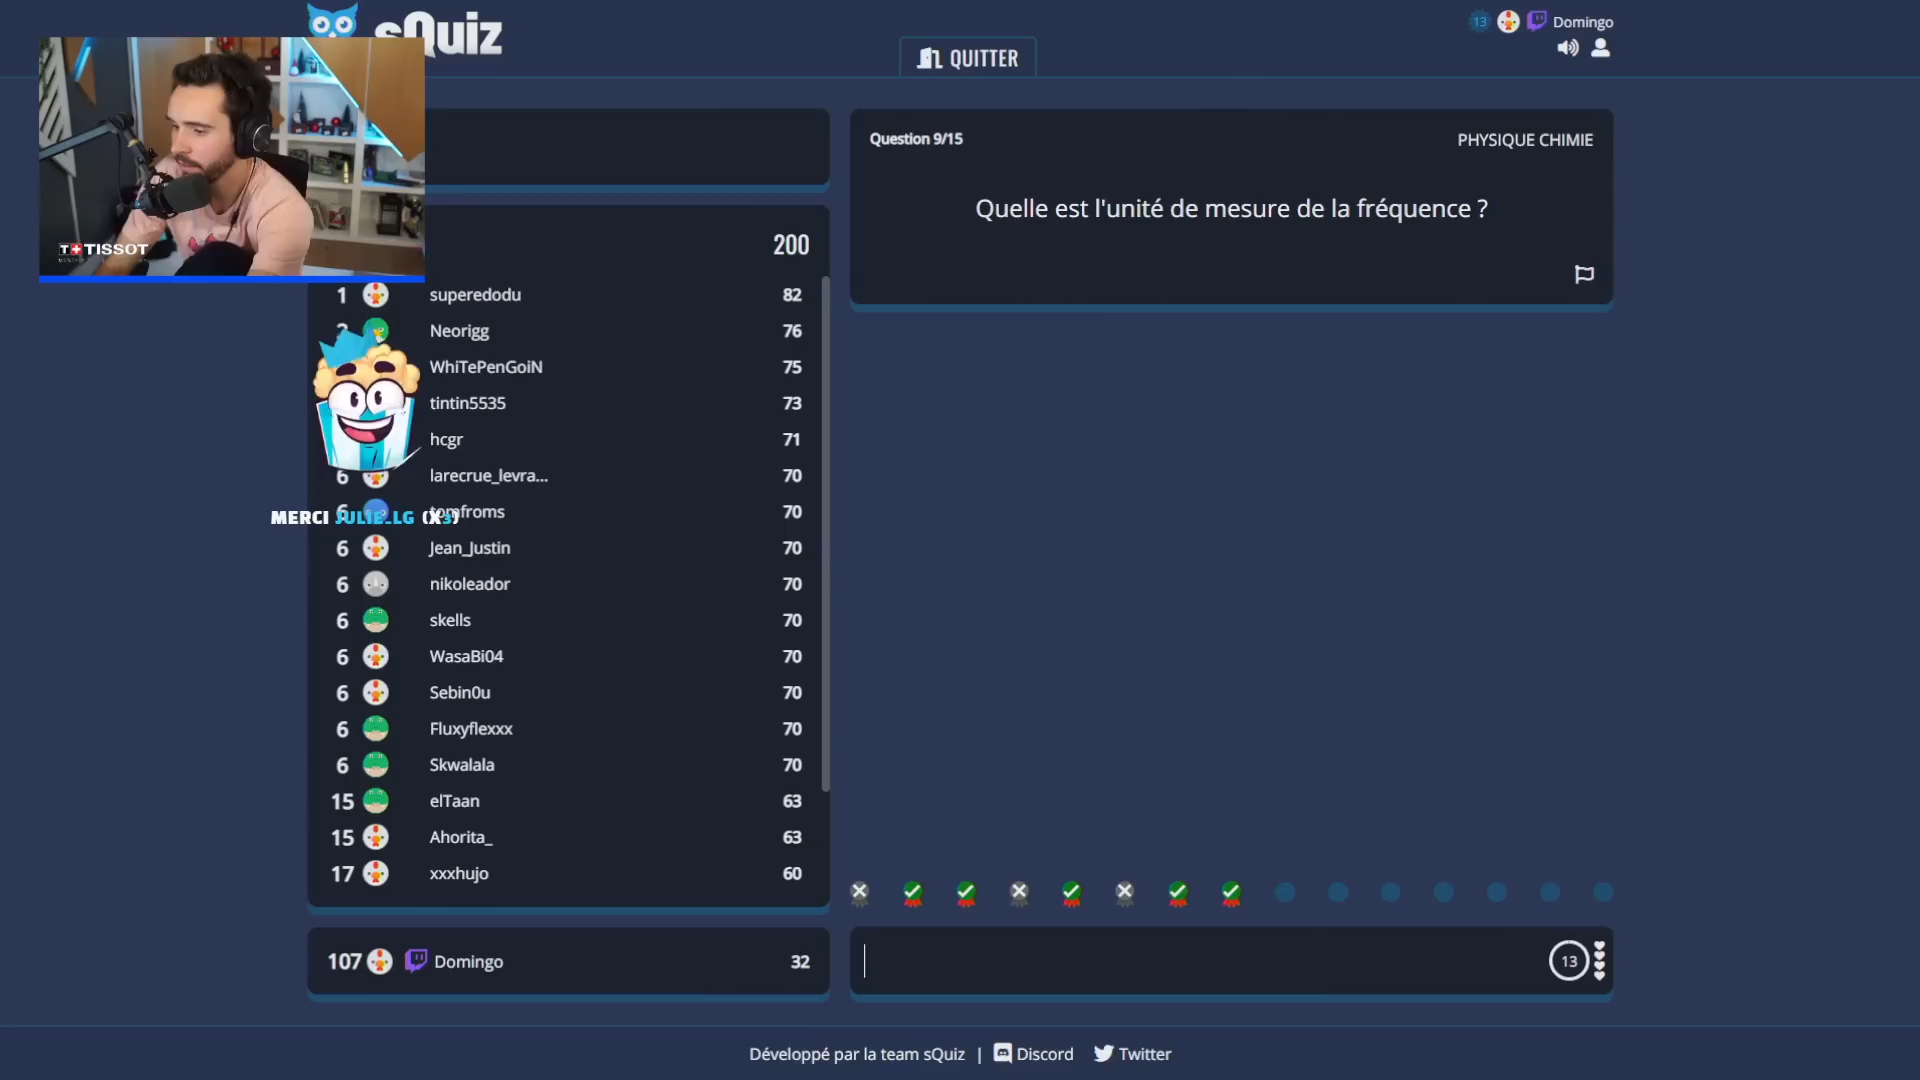 sQuiz
QUITTER
13 Domingo
TISSOT
Question 9/15
PHYSIQUE CHIMIE
Quelle est l'unité de mesure de la fréquence ?
200
1 superedodu 82
2 Neorigg 76
WhiTePenGoiN 75
tintin5535 73
hcgr 71
6 larecrue_levra... 70
6 tomfroms 70
MERCI JULIE_LG (X3)
6 Jean_Justin 70
6 nikoleador 70
6 skells 70
6 WasaBi04 70
6 Sebin0u 70
6 Fluxyflexxx 70
6 Skwalala 70
15 elTaan 63
15 Ahorita_ 63
17 xxxhujo 60
107 Domingo 32
13
Développé par la team sQuiz | Discord Twitter